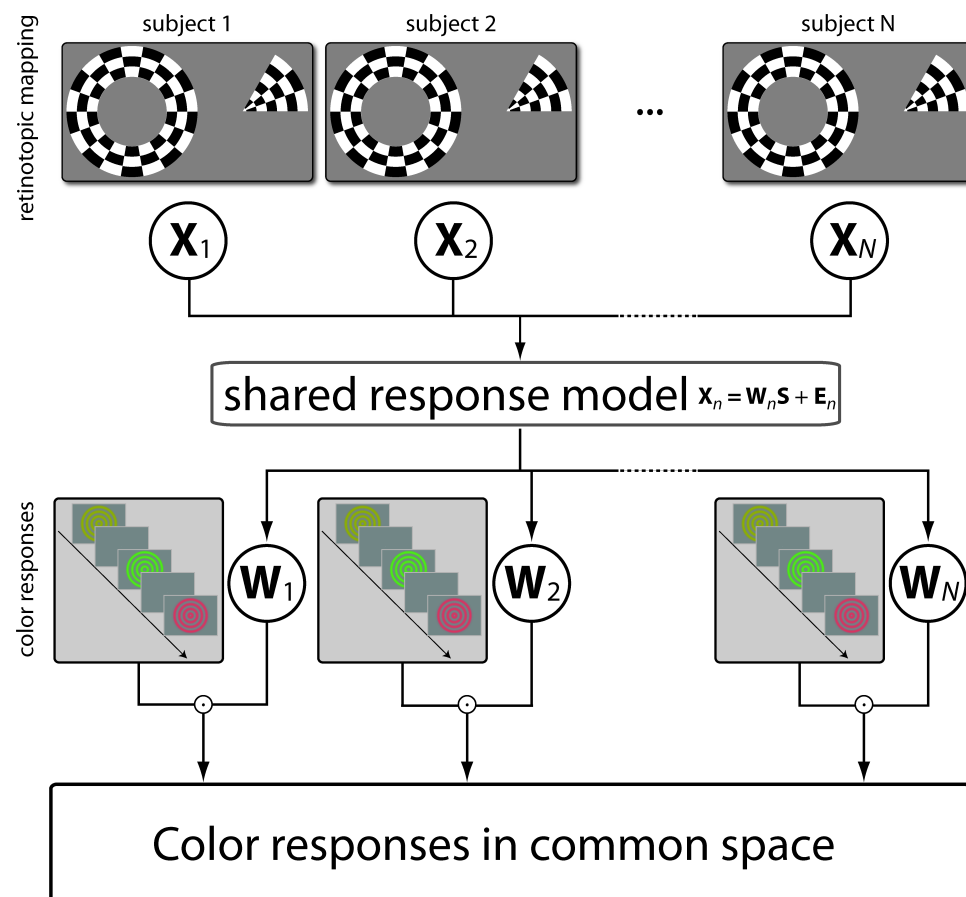 subject 1
subject 2
subject N
retinotopic mapping
...
X1
X2
XN
shared response model Xn = WnS + En
color responses
W1
W2
WN
Color responses in common space